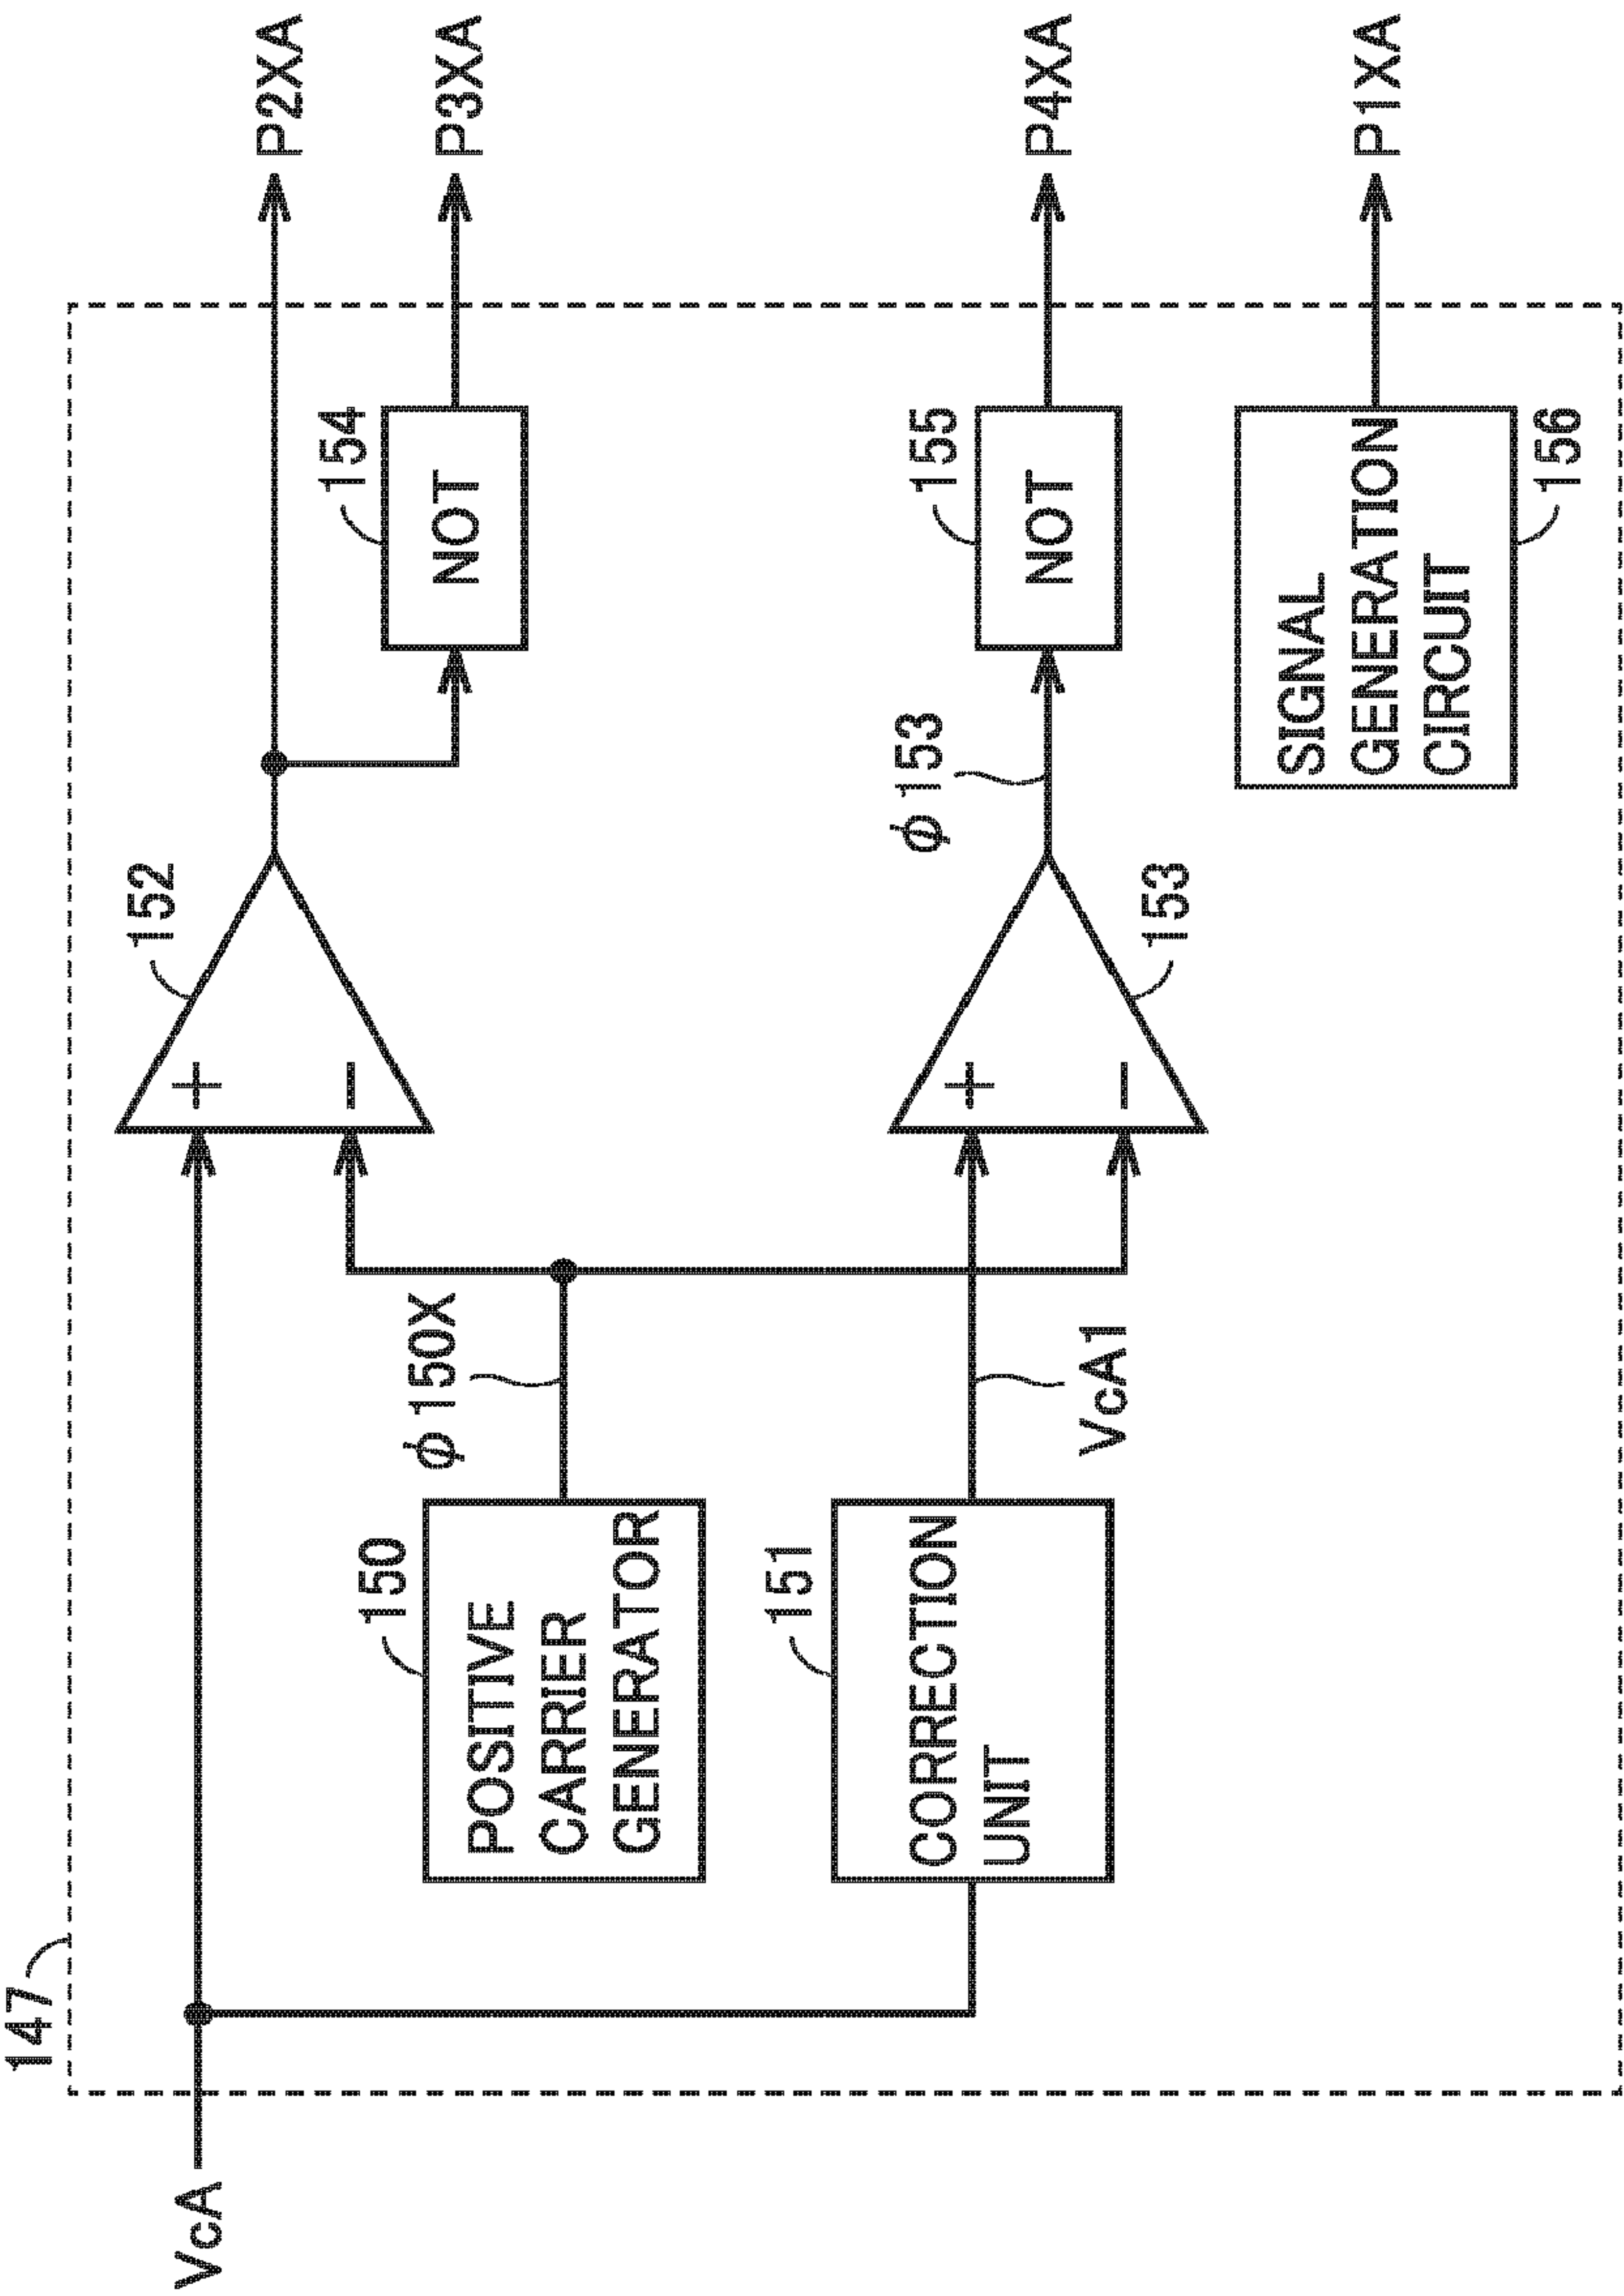 147
VcA
150
POSITIVE
CARRIER
GENERATOR
φ150X
151
CORRECTION
UNIT
VcA1
152
+
−
153
+
−
φ153
154
NOT
155
NOT
SIGNAL
GENERATION
CIRCUIT
156
P2XA
P3XA
P4XA
P1XA